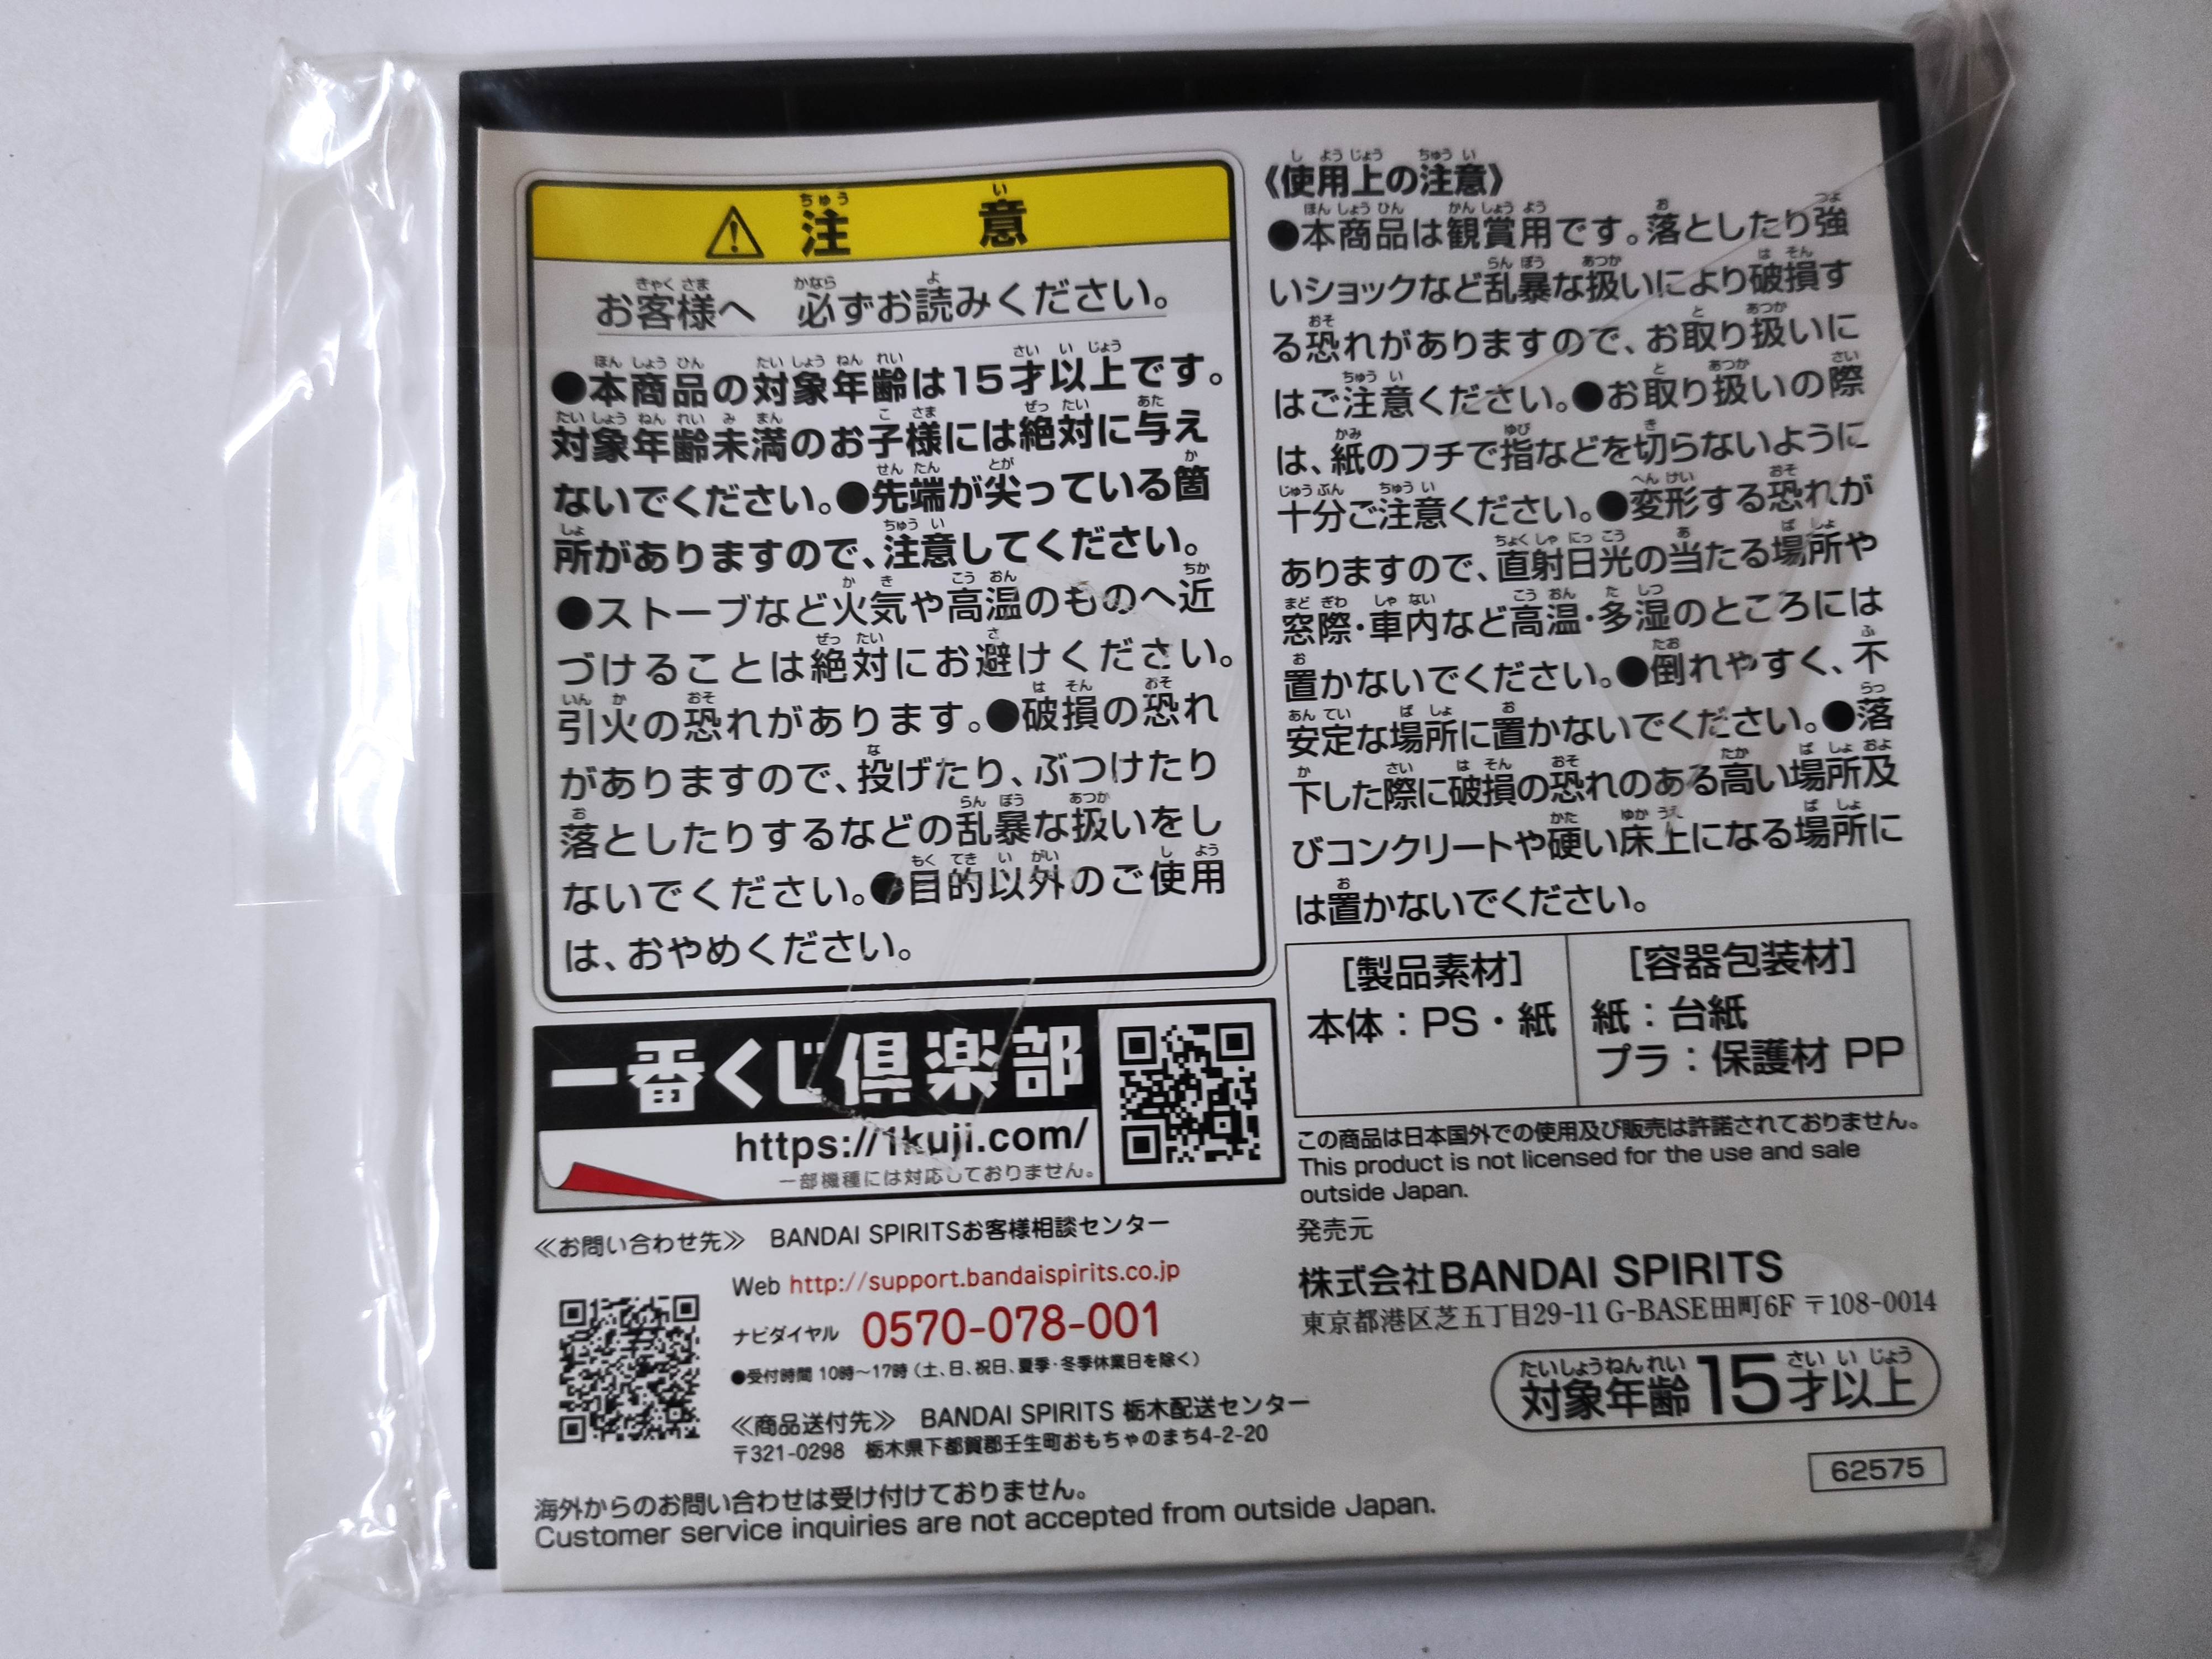 ⚠注意
お客様へ 必ずお読みください。
●本商品の対象年齢は15才以上です。
対象年齢未満のお子様には絶対に与え
ないでください。●先端が尖っている箇
所がありますので、注意してください。
●ストーブなど火気や高温のものへ近
づけることは絶対にお避けください。
引火の恐れがあります。●破損の恐れ
がありますので、投げたり、ぶつけたり
落としたりするなどの乱暴な扱いをし
ないでください。●目的以外のご使用
は、おやめください。
一番くじ倶楽部
https://1kuji.com/
一部機種には対応しておりません。
≪お問い合わせ先≫ BANDAI SPIRITSお客様相談センター
Web http://support.bandaispirits.co.jp
ナビダイヤル 0570-078-001
●受付時間 10時〜17時（土、日、祝日、夏季・冬季休業日を除く）
≪商品送付先≫ BANDAI SPIRITS 栃木配送センター
〒321-0298 栃木県下都賀郡壬生町おもちゃのまち4-2-20
海外からのお問い合わせは受け付けておりません。
Customer service inquiries are not accepted from outside Japan.
《使用上の注意》
●本商品は観賞用です。落としたり強
いショックなど乱暴な扱いにより破損す
る恐れがありますので、お取り扱いに
はご注意ください。●お取り扱いの際
は、紙のフチで指などを切らないように
十分ご注意ください。●変形する恐れが
ありますので、直射日光の当たる場所や
窓際・車内など高温・多湿のところには
置かないでください。●倒れやすく、不
安定な場所に置かないでください。●落
下した際に破損の恐れのある高い場所及
びコンクリートや硬い床上になる場所に
は置かないでください。
[製品素材]
本体：PS・紙
[容器包装材]
紙：台紙
プラ：保護材 PP
この商品は日本国外での使用及び販売は許諾されておりません。
This product is not licensed for the use and sale
outside Japan.
発売元
株式会社BANDAI SPIRITS
東京都港区芝五丁目29-11 G-BASE田町6F 〒108-0014
対象年齢15才以上
62575